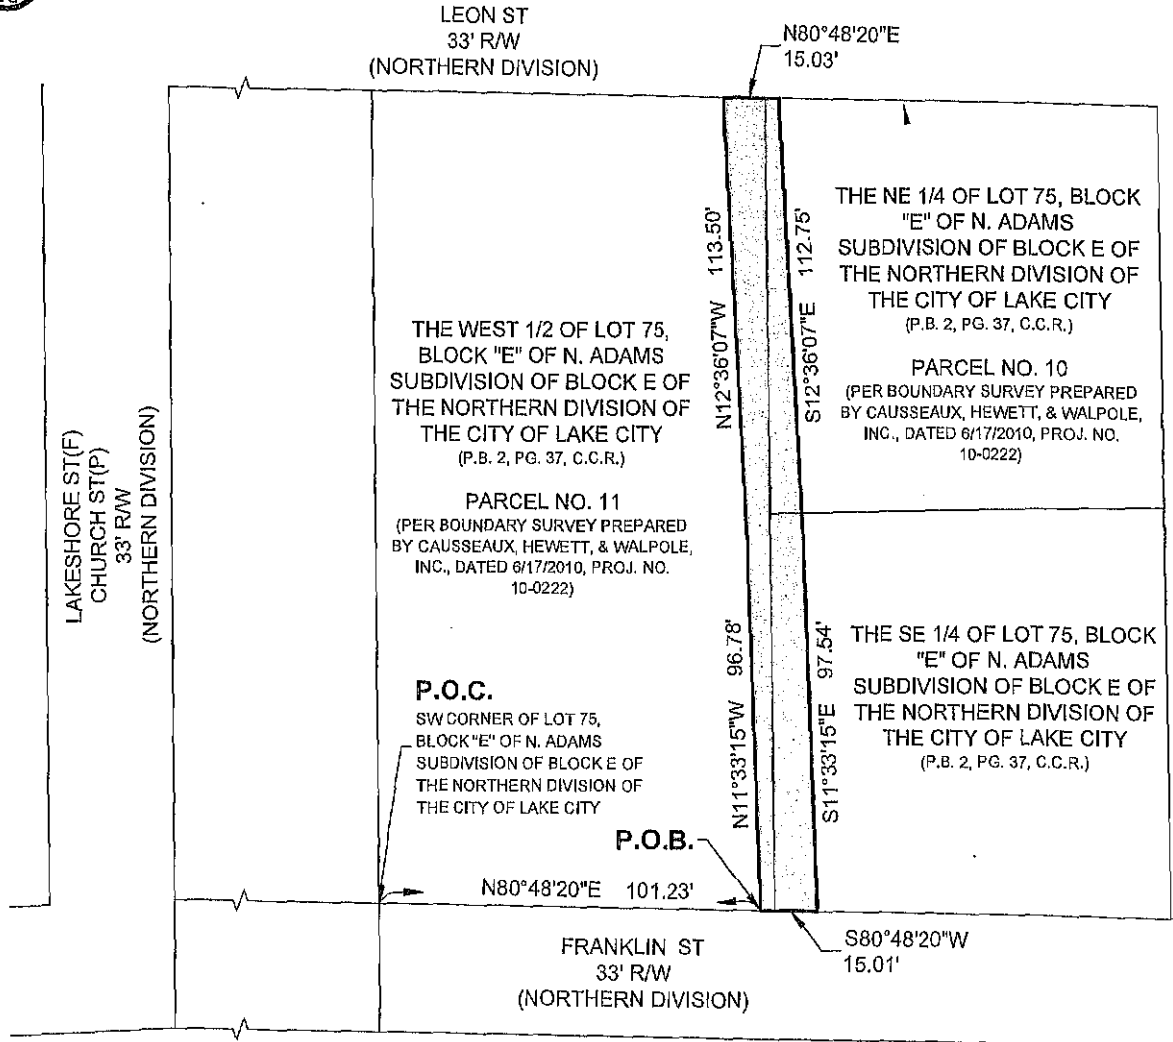 LEON ST
33' R/W
(NORTHERN DIVISION)
N80°48'20"E
15.03'
THE NE 1/4 OF LOT 75, BLOCK
"E" OF N. ADAMS
SUBDIVISION OF BLOCK E OF
THE NORTHERN DIVISION OF
THE CITY OF LAKE CITY
(P.B. 2, PG. 37, C.C.R.)
PARCEL NO. 10
(PER BOUNDARY SURVEY PREPARED
BY CAUSSEAUX, HEWETT, & WALPOLE,
INC., DATED 6/17/2010, PROJ. NO.
10-0222)
N12°36'07"W 113.50'
S12°36'07"E 112.75'
THE WEST 1/2 OF LOT 75,
BLOCK "E" OF N. ADAMS
SUBDIVISION OF BLOCK E OF
THE NORTHERN DIVISION OF
THE CITY OF LAKE CITY
(P.B. 2, PG. 37, C.C.R.)
PARCEL NO. 11
(PER BOUNDARY SURVEY PREPARED
BY CAUSSEAUX, HEWETT, & WALPOLE,
INC., DATED 6/17/2010, PROJ. NO.
10-0222)
LAKESHORE ST(F)
CHURCH ST(P)
33' R/W
(NORTHERN DIVISION)
N11°33'15"W 96.78'
S11°33'15"E 97.54'
THE SE 1/4 OF LOT 75, BLOCK
"E" OF N. ADAMS
SUBDIVISION OF BLOCK E OF
THE NORTHERN DIVISION OF
THE CITY OF LAKE CITY
(P.B. 2, PG. 37, C.C.R.)
P.O.C.
SW CORNER OF LOT 75,
BLOCK "E" OF N. ADAMS
SUBDIVISION OF BLOCK E OF
THE NORTHERN DIVISION OF
THE CITY OF LAKE CITY
P.O.B.
N80°48'20"E 101.23'
S80°48'20"W
15.01'
FRANKLIN ST
33' R/W
(NORTHERN DIVISION)